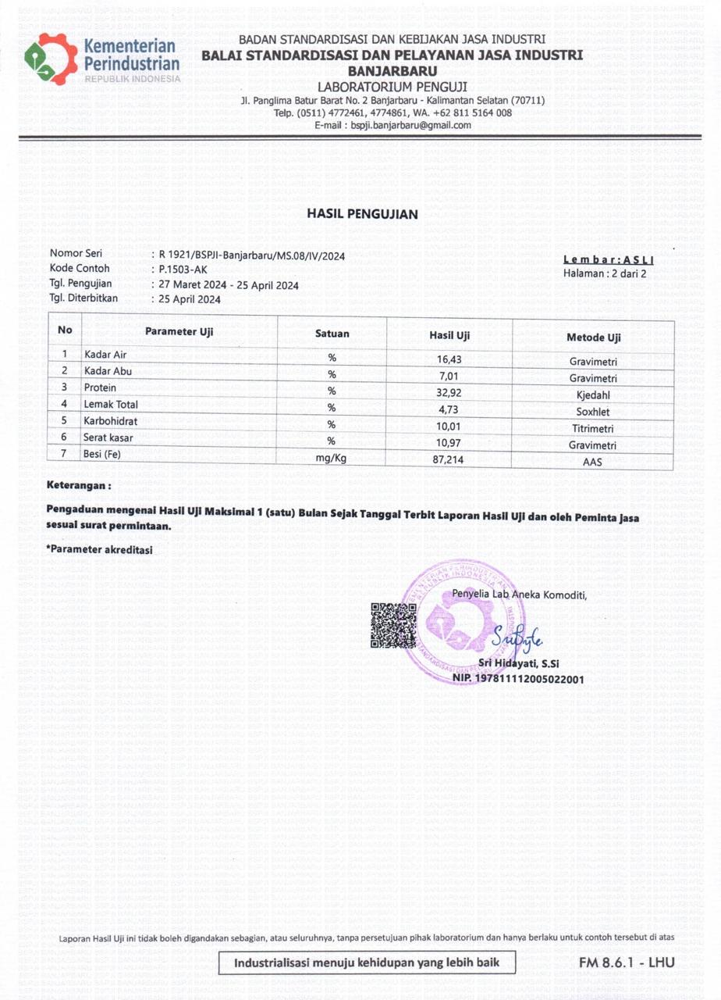 Kementerian
Perindustrian
REPUBLIK INDONESIA
BADAN STANDARDISASI DAN KEBIJAKAN JASA INDUSTRI
BALAI STANDARDISASI DAN PELAYANAN JASA INDUSTRI
BANJARBARU
LABORATORIUM PENGUJI
Jl. Panglima Batur Barat No. 2 Banjarbaru - Kalimantan Selatan (70711)
Telp. (0511) 4772461, 4774861, WA. +62 811 5164 008
E-mail : bspji.banjarbaru@gmail.com
HASIL PENGUJIAN
Nomor Seri : R 1921/BSPJI-Banjarbaru/MS.08/IV/2024
Kode Contoh : P.1503-AK
Tgl. Pengujian : 27 Maret 2024 - 25 April 2024
Tgl. Diterbitkan : 25 April 2024
Lembar : ASLI
Halaman : 2 dari 2
No Parameter Uji Satuan Hasil Uji Metode Uji
1 Kadar Air % 16,43 Gravimetri
2 Kadar Abu % 7,01 Gravimetri
3 Protein % 32,92 Kjedahl
4 Lemak Total % 4,73 Soxhlet
5 Karbohidrat % 10,01 Titrimetri
6 Serat kasar % 10,97 Gravimetri
7 Besi (Fe) mg/Kg 87,214 AAS
Keterangan :
Pengaduan mengenai Hasil Uji Maksimal 1 (satu) Bulan Sejak Tanggal Terbit Laporan Hasil Uji dan oleh Peminta jasa
sesuai surat permintaan.
*Parameter akreditasi
Penyelia Lab Aneka Komoditi,
Sri Hidayati, S.Si
NIP. 197811112005022001
Laporan Hasil Uji ini tidak boleh digandakan sebagian, atau seluruhnya, tanpa persetujuan pihak laboratorium dan hanya berlaku untuk contoh tersebut di atas
Industrialisasi menuju kehidupan yang lebih baik
FM 8.6.1 - LHU